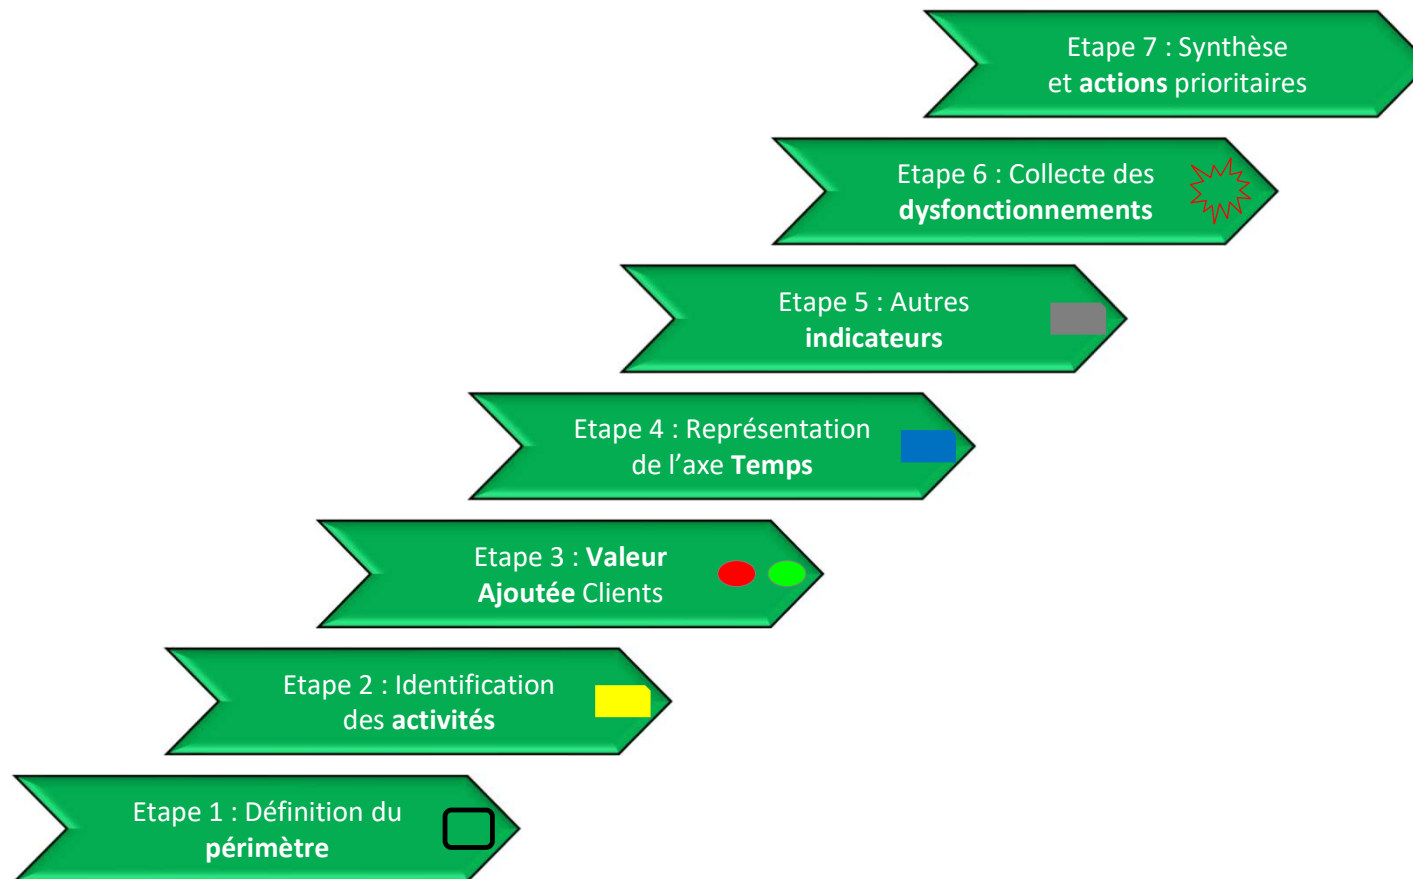 Etape 7 : Synthèse
et actions prioritaires
Etape 6 : Collecte des
dysfonctionnements
Etape 5 : Autres
indicateurs
Etape 4 : Représentation
de l’axe Temps
Etape 3 : Valeur
Ajoutée Clients
Etape 2 : Identification
des activités
Etape 1 : Définition du
périmètre